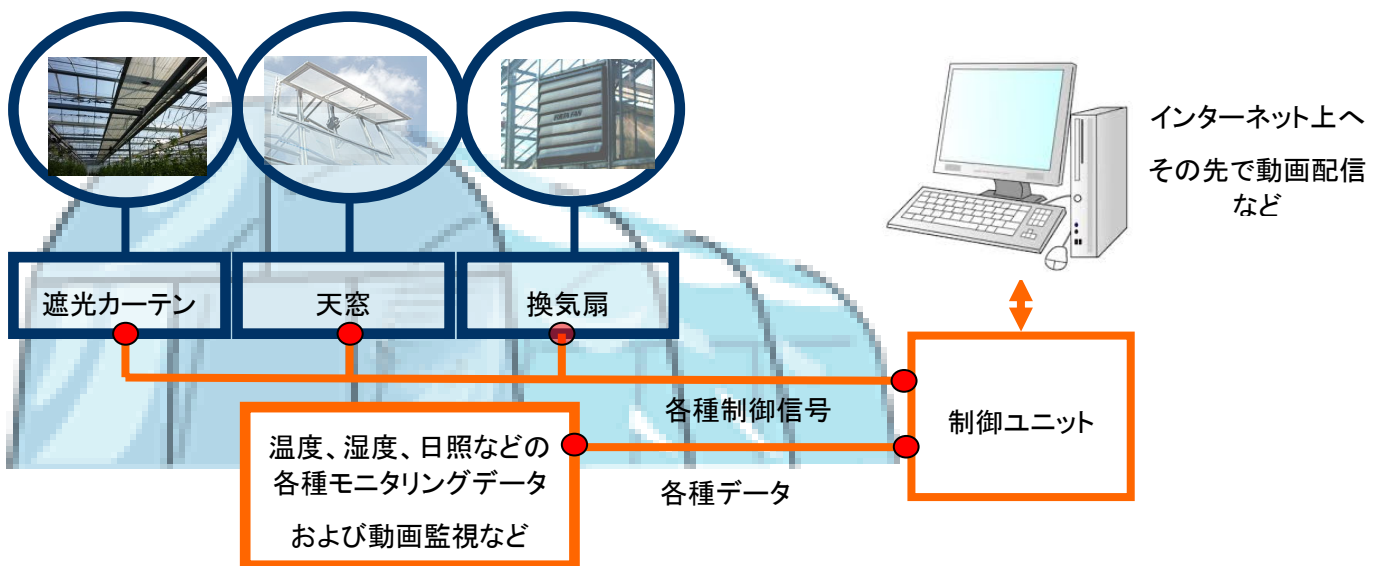 インターネット上へ
その先で動画配信
など
遮光カーテン
天窓
換気扇
各種制御信号
制御ユニット
温度、湿度、日照などの
各種モニタリングデータ
および動画監視など
各種データ